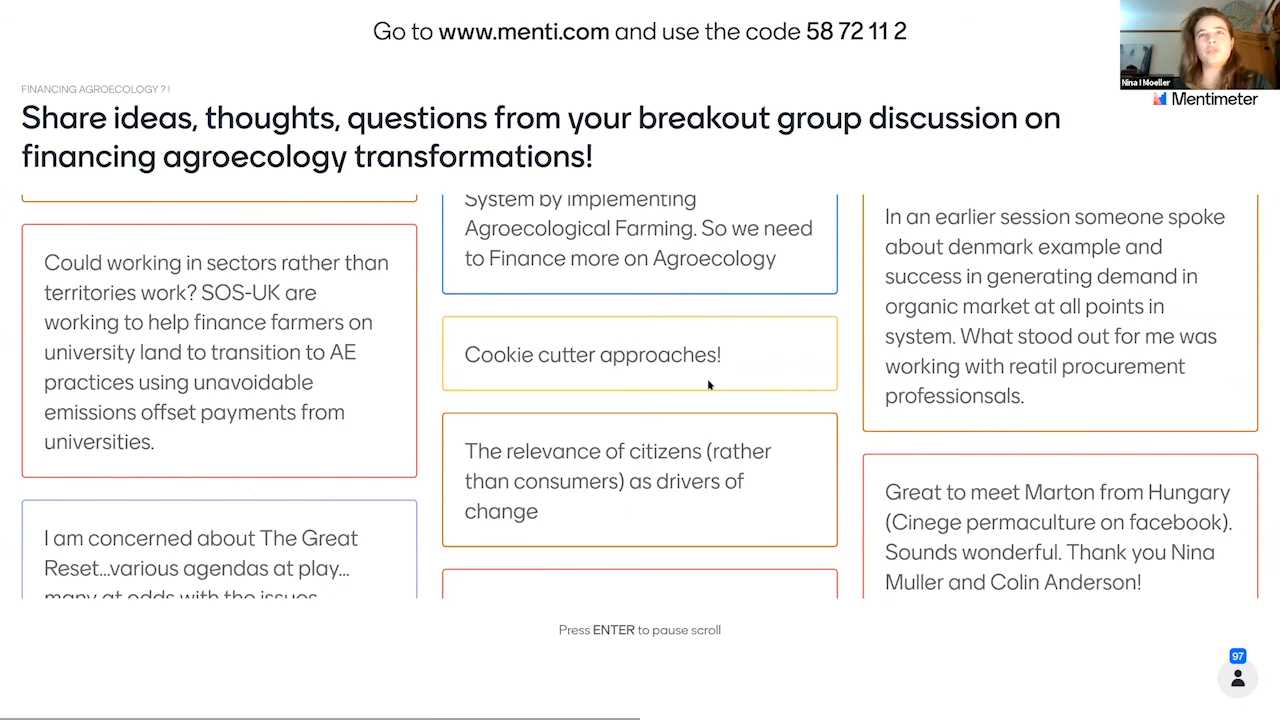 Go to www.menti.com and use the code 58 72 11 2
Nina I Moeller
Mentimeter
FINANCING AGROECOLOGY ? !
Share ideas, thoughts, questions from your breakout group discussion on
financing agroecology transformations!
Could working in sectors rather than
territories work? SOS-UK are
working to help finance farmers on
university land to transition to AE
practices using unavoidable
emissions offset payments from
universities.
I am concerned about The Great
Reset...various agendas at play...
many at odds with the issues
System by implementing
Agroecological Farming. So we need
to Finance more on Agroecology
Cookie cutter approaches!
The relevance of citizens (rather
than consumers) as drivers of
change
In an earlier session someone spoke
about denmark example and
success in generating demand in
organic market at all points in
system. What stood out for me was
working with reatil procurement
professionsals.
Great to meet Marton from Hungary
(Cinege permaculture on facebook).
Sounds wonderful. Thank you Nina
Muller and Colin Anderson!
Press ENTER to pause scroll
97